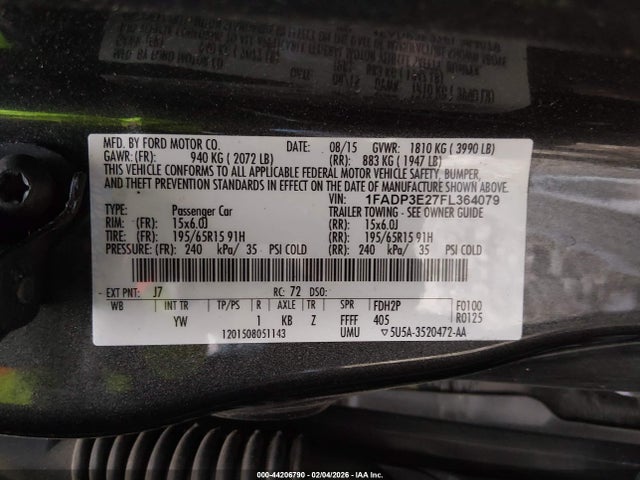 MFD. BY FORD MOTOR CO. DATE: 08/15 GVWR: 1810 KG ( 3990 LB)
GAWR: (FR): 940 KG ( 2072 LB) (RR): 883 KG ( 1947 LB)
THIS VEHICLE CONFORMS TO ALL APPLICABLE FEDERAL MOTOR VEHICLE SAFETY, BUMPER,
AND THEFT PREVENTION STANDARDS IN EFFECT ON THE DATE OF MANUFACTURE SHOWN ABOVE.
VIN: 1FADP3E27FL364079
TYPE: Passenger Car TRAILER TOWING - SEE OWNER GUIDE
RIM: (FR): 15x6.0J (RR): 15x6.0J
TIRE: (FR): 195/65R15 91H (RR): 195/65R15 91H
PRESSURE: (FR): 240 kPa/ 35 PSI COLD (RR): 240 kPa/ 35 PSI COLD
EXT PNT: J7 RC: 72 DSO:
WB INT TR TP/PS R AXLE TR SPR FDH2P F0100
YW 1 KB Z FFFF 405 R0125
1201508051143 UMU ▽5U5A-3520472-AA
000-44206790 - 02/04/2026 - IAA Inc.